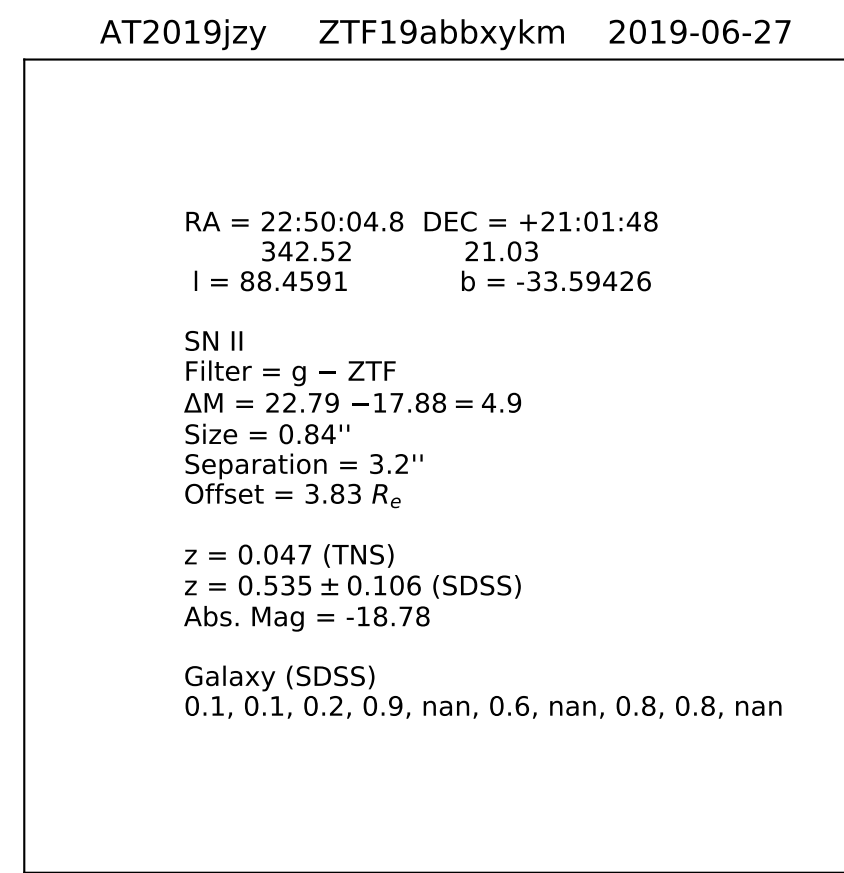 AT2019jzy ZTF19abbxykm 2019-06-27
RA = 22:50:04.8 DEC = +21:01:48
342.52 21.03
l = 88.4591 b = -33.59426
SN II
Filter = g − ZTF
ΔM = 22.79 −17.88 = 4.9
Size = 0.84''
Separation = 3.2''
Offset = 3.83 Re
z = 0.047 (TNS)
z = 0.535 ± 0.106 (SDSS)
Abs. Mag = -18.78
Galaxy (SDSS)
0.1, 0.1, 0.2, 0.9, nan, 0.6, nan, 0.8, 0.8, nan